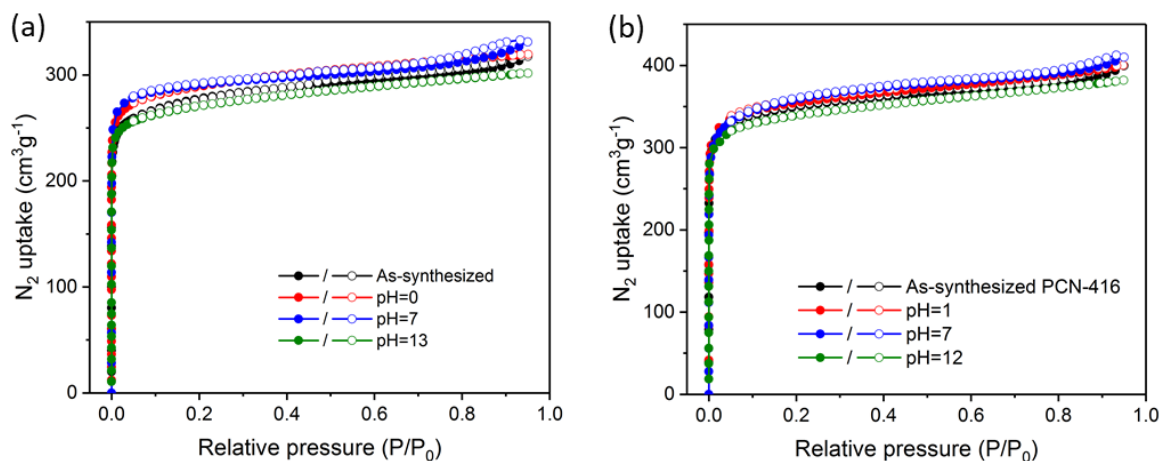 (a)
N₂ uptake (cm³g⁻¹)
300
200
100
0
/ As-synthesized
/ pH=0
/ pH=7
/ pH=13
0.0 0.2 0.4 0.6 0.8 1.0
Relative pressure (P/P₀)
(b)
N₂ uptake (cm³g⁻¹)
400
300
200
100
0
/ As-synthesized PCN-416
/ pH=1
/ pH=7
/ pH=12
0.0 0.2 0.4 0.6 0.8 1.0
Relative pressure (P/P₀)